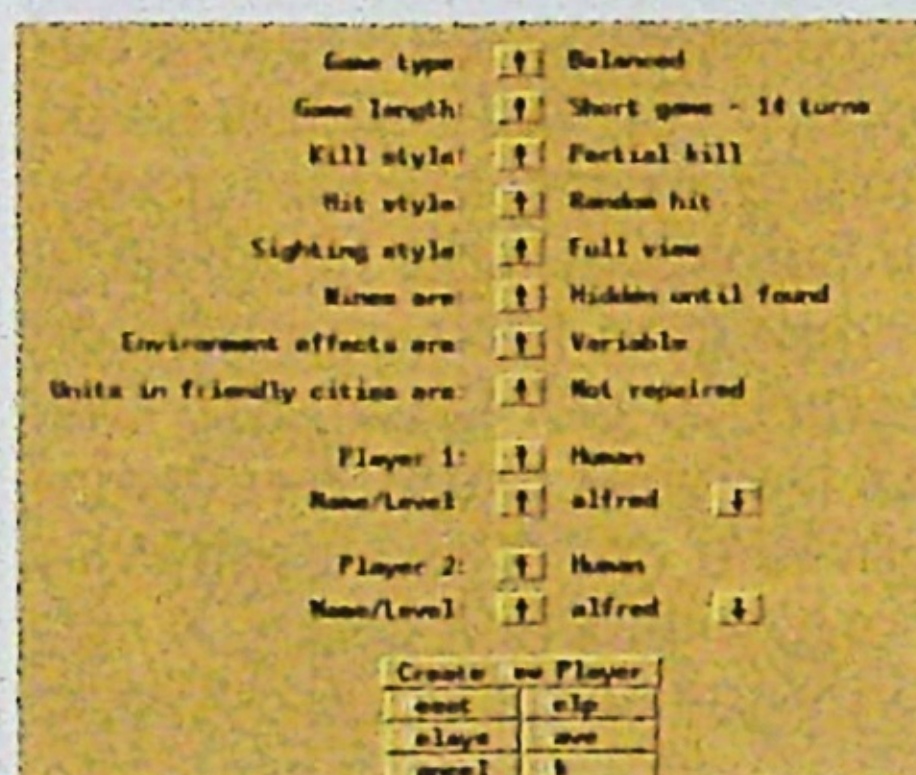 Game type: Balanced
Game length: Short game - 14 turns
Kill style: Partial kill
Hit style: Random hit
Sighting style: Full view
Mines are: Hidden until found
Environment effects are: Variable
Units in friendly cities are: Not repaired
Player 1: Human
Name/Level: alfred
Player 2: Human
Name/Level: alfred
Create ew Player
elp